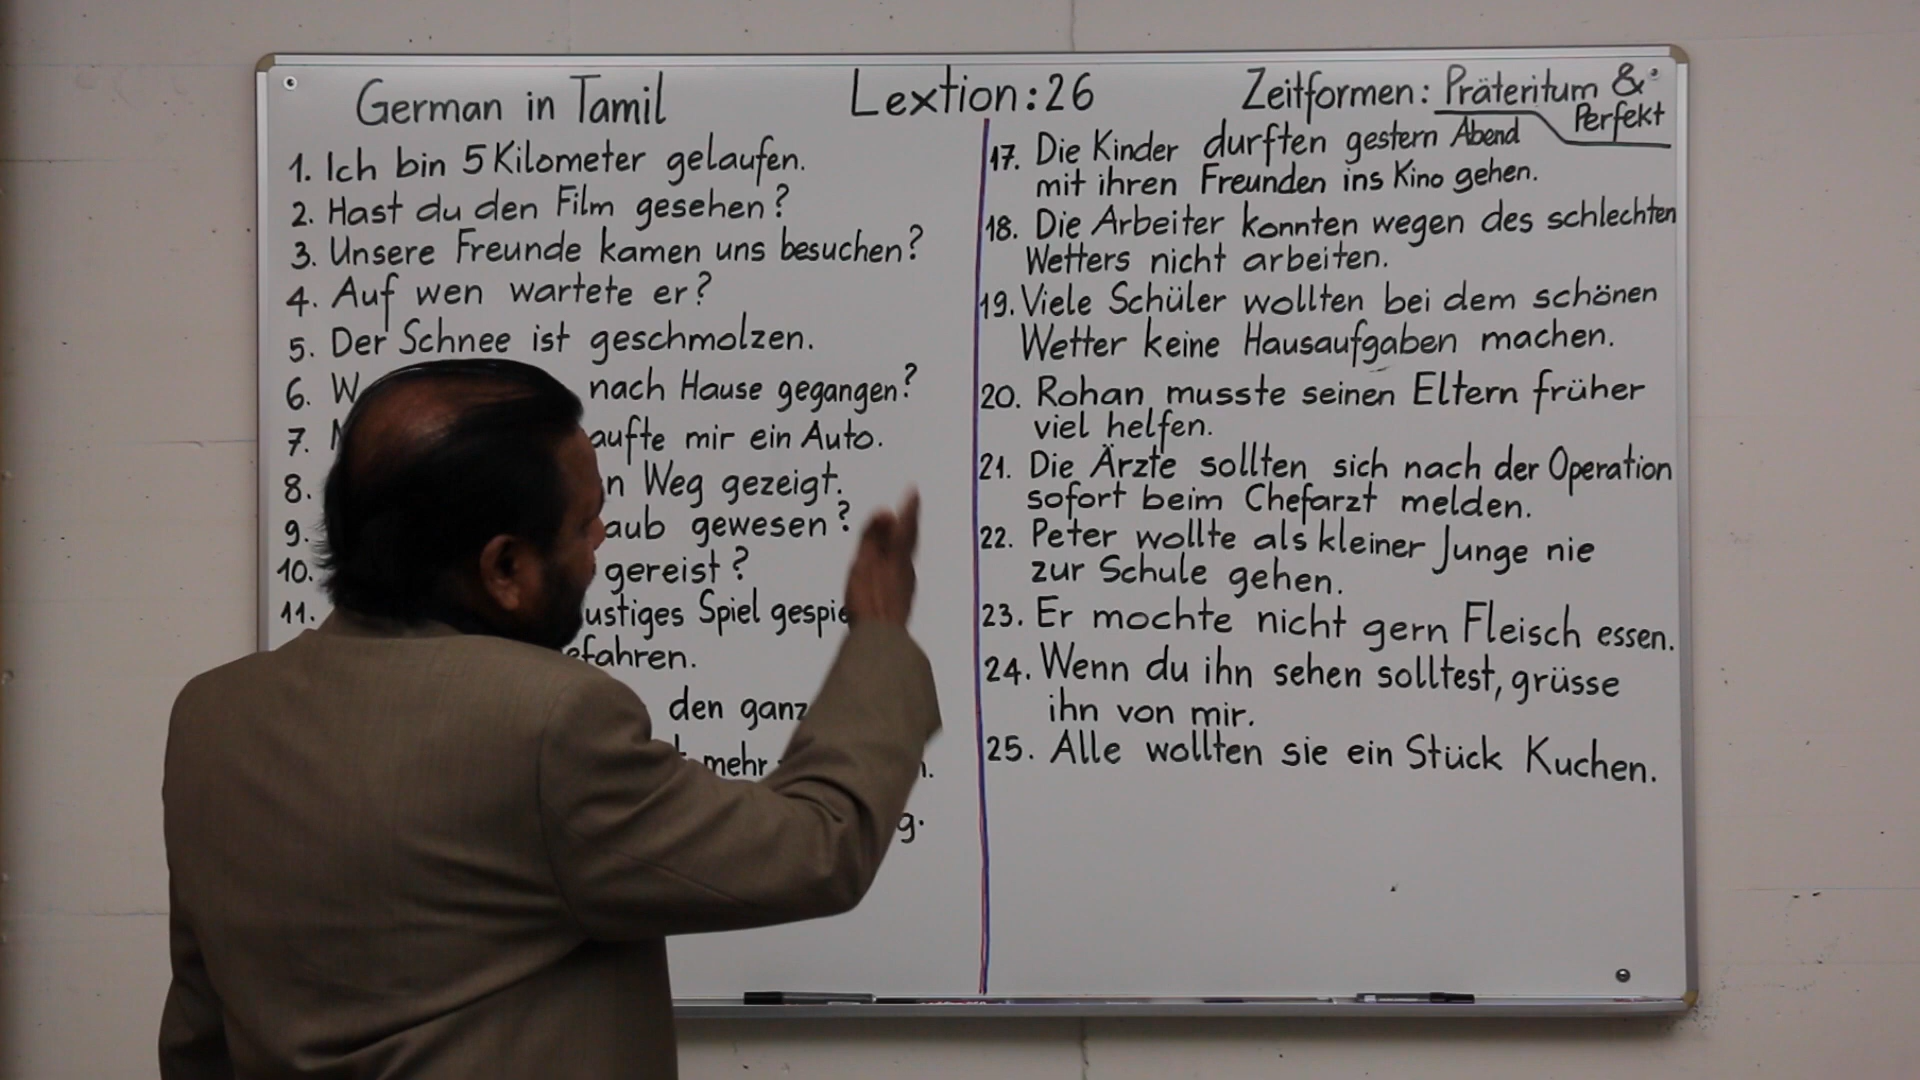 German in Tamil
Lextion:26
Zeitformen: Präteritum &
Perfekt
1. Ich bin 5 Kilometer gelaufen.
2. Hast du den Film gesehen?
3. Unsere Freunde kamen uns besuchen?
4. Auf wen wartete er?
5. Der Schnee ist geschmolzen.
6. nach Hause gegangen?
7. mir ein Auto.
8. Weg gezeigt.
9. gewesen?
10. gereist?
11. Spiel
den
mehr
17. Die Kinder durften gestern Abend
mit ihren Freunden ins Kino gehen.
18. Die Arbeiter konnten wegen des schlechten
Wetters nicht arbeiten.
19. Viele Schüler wollten bei dem schönen
Wetter keine Hausaufgaben machen.
20. Rohan musste seinen Eltern früher
viel helfen.
21. Die Ärzte sollten sich nach der Operation
sofort beim Chefarzt melden.
22. Peter wollte als kleiner Junge nie
zur Schule gehen.
23. Er mochte nicht gern Fleisch essen.
24. Wenn du ihn sehen solltest, grüsse
ihn von mir.
25. Alle wollten sie ein Stück Kuchen.